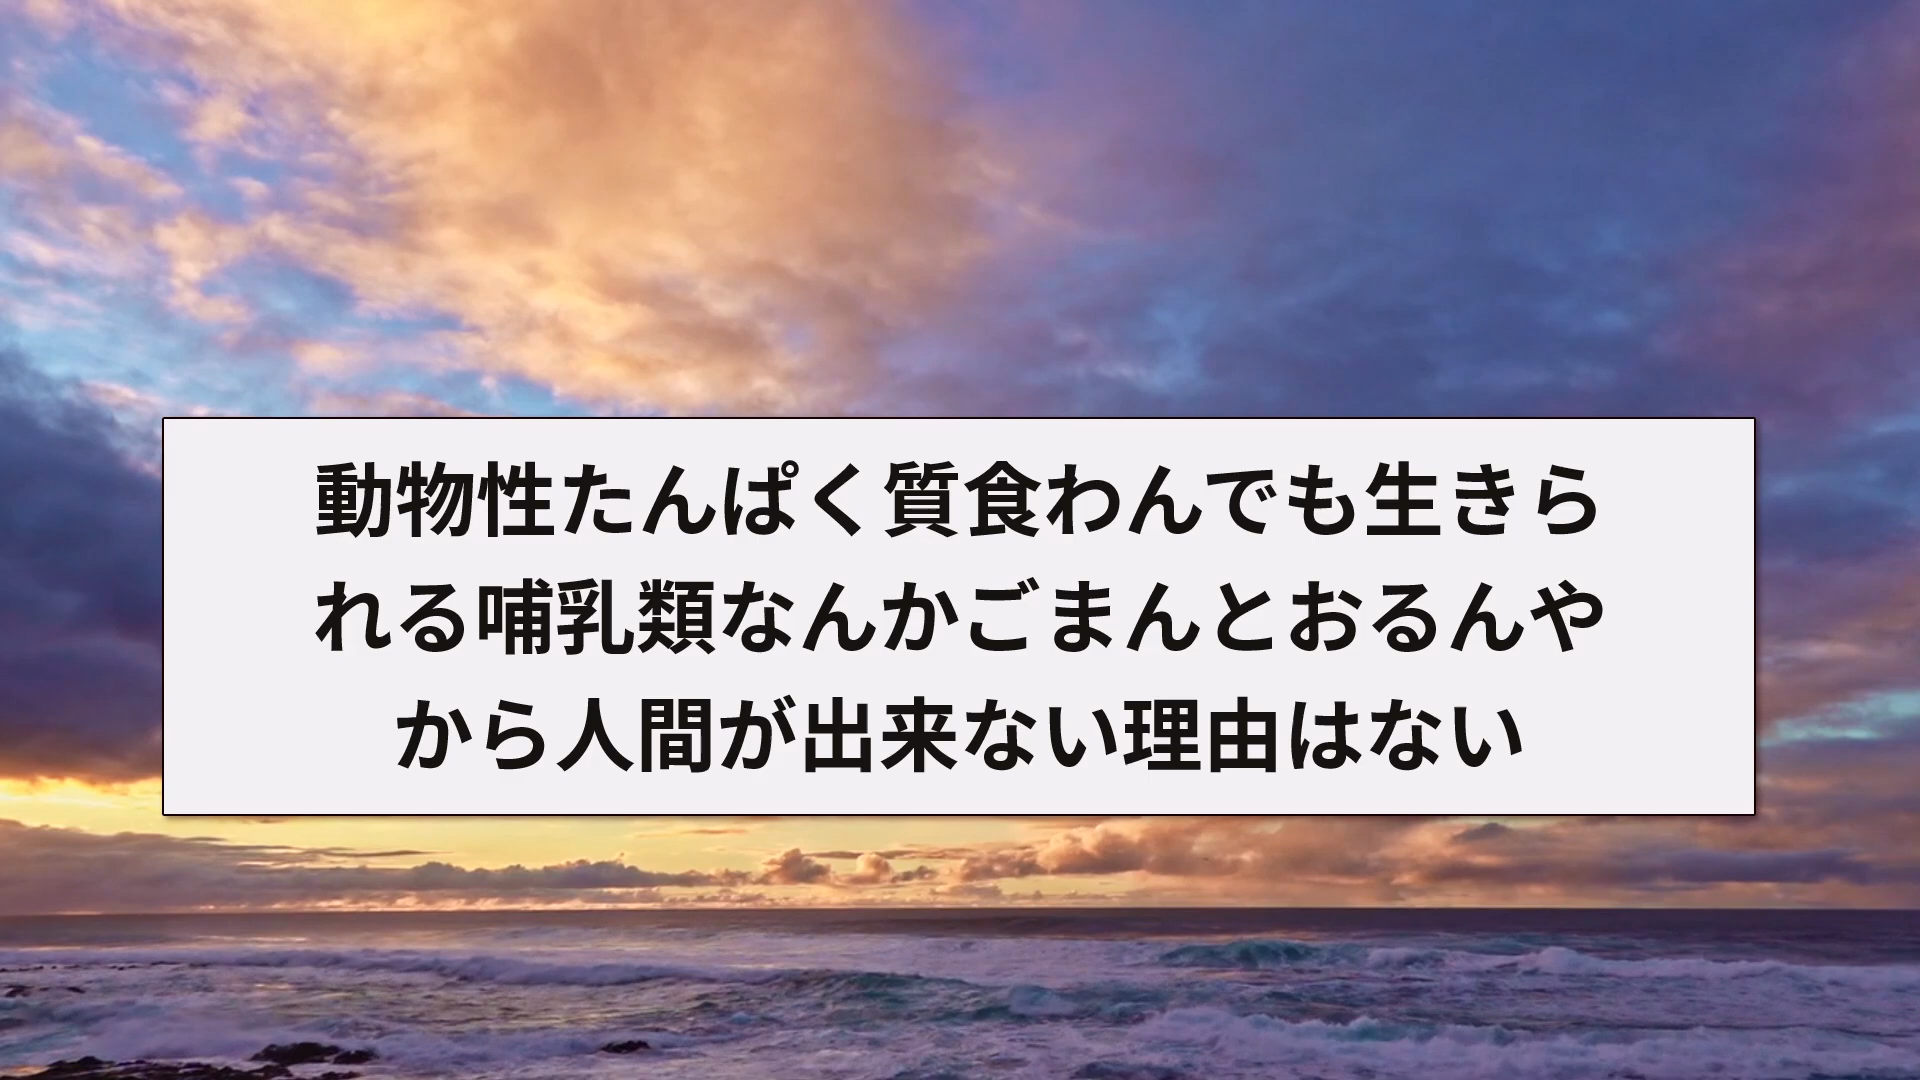 動物性たんぱく質食わんでも生きら
れる哺乳類なんかごまんとおるんや
から人間が出来ない理由はない